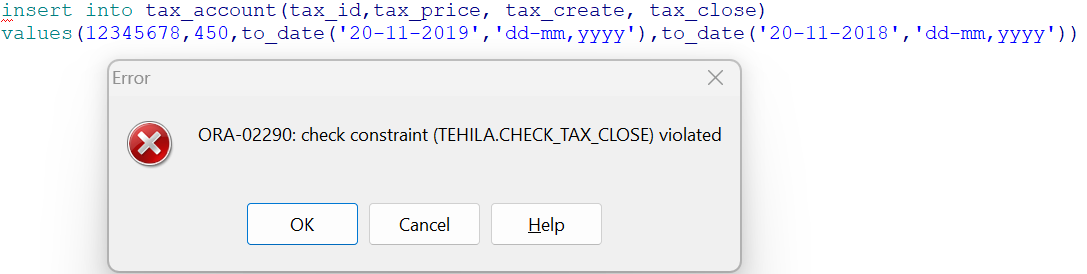 insert into tax_account(tax_id,tax_price, tax_create, tax_close)
values(12345678,450,to_date('20-11-2019','dd-mm,yyyy'),to_date('20-11-2018','dd-mm,yyyy'))
Error
ORA-02290: check constraint (TEHILA.CHECK_TAX_CLOSE) violated
OK Cancel Help